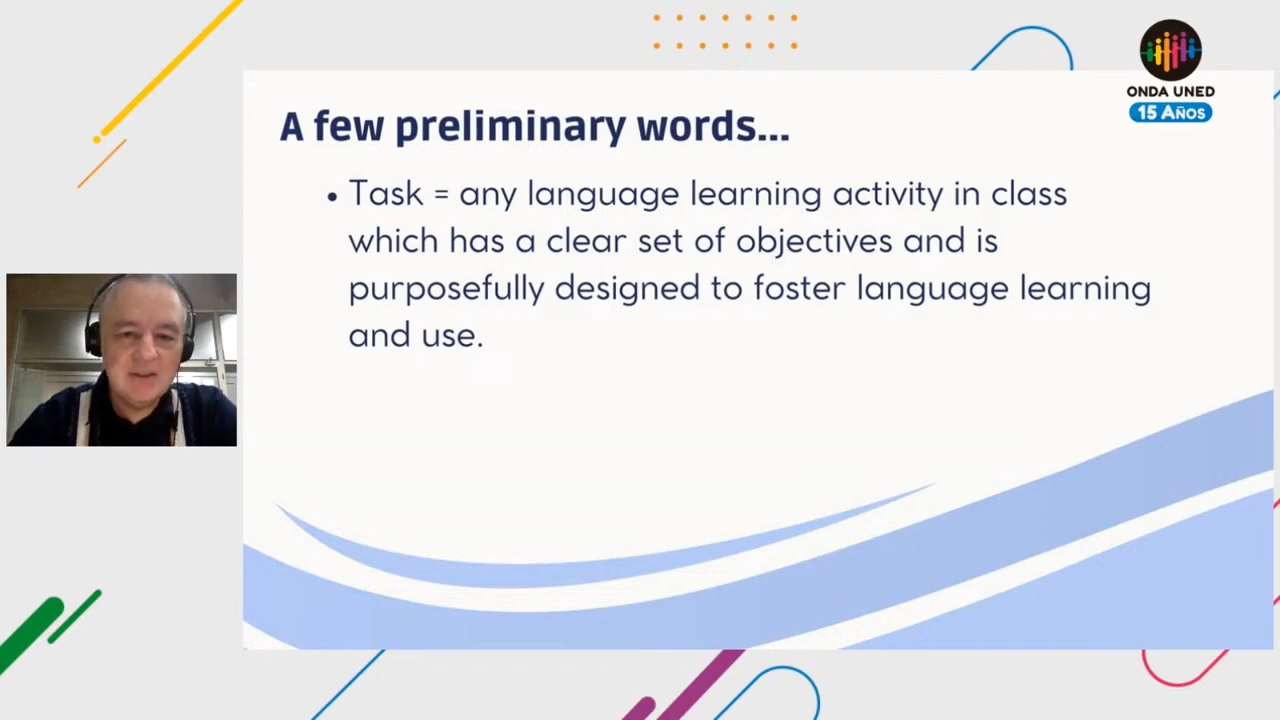 ONDA UNED
15 AÑOS
A few preliminary words...
• Task = any language learning activity in class
which has a clear set of objectives and is
purposefully designed to foster language learning
and use.